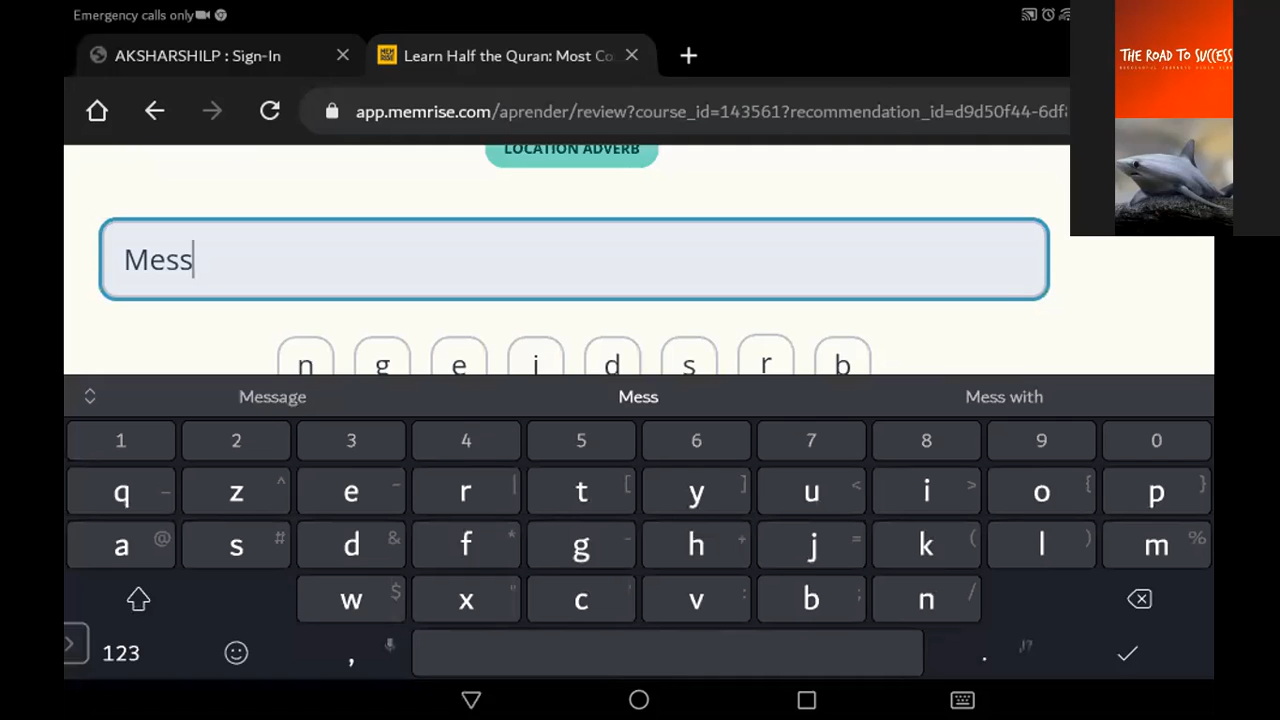 Emergency calls only
AKSHARSHILP : Sign-In
Learn Half the Quran: Most Co
app.memrise.com/aprender/review?course_id=143561?recommendation_id=d9d50f44-6df
THE ROAD TO SUCCESS
LOCATION ADVERB
Mess
n g e i d s r b
Message Mess Mess with
1 2 3 4 5 6 7 8 9 0
q _ z ^ e ~ r | t [ y ] u < i > o { p }
a @ s # d & f * g - h + j = k ( l ) m %
w $ x " c ' v : b ; n /
123 , . !?